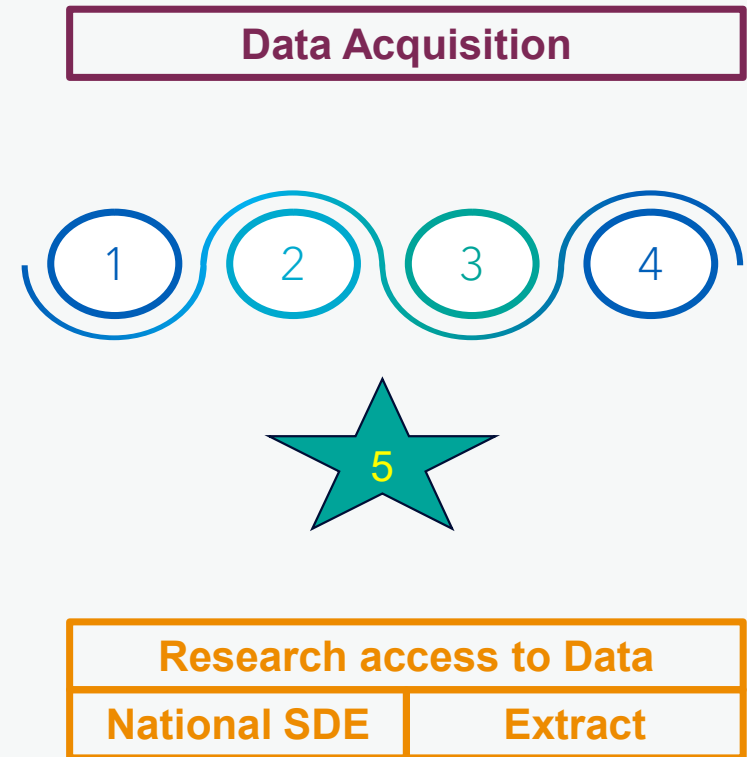 Data Acquisition
1 2 3 4
5
Research access to Data
National SDE Extract